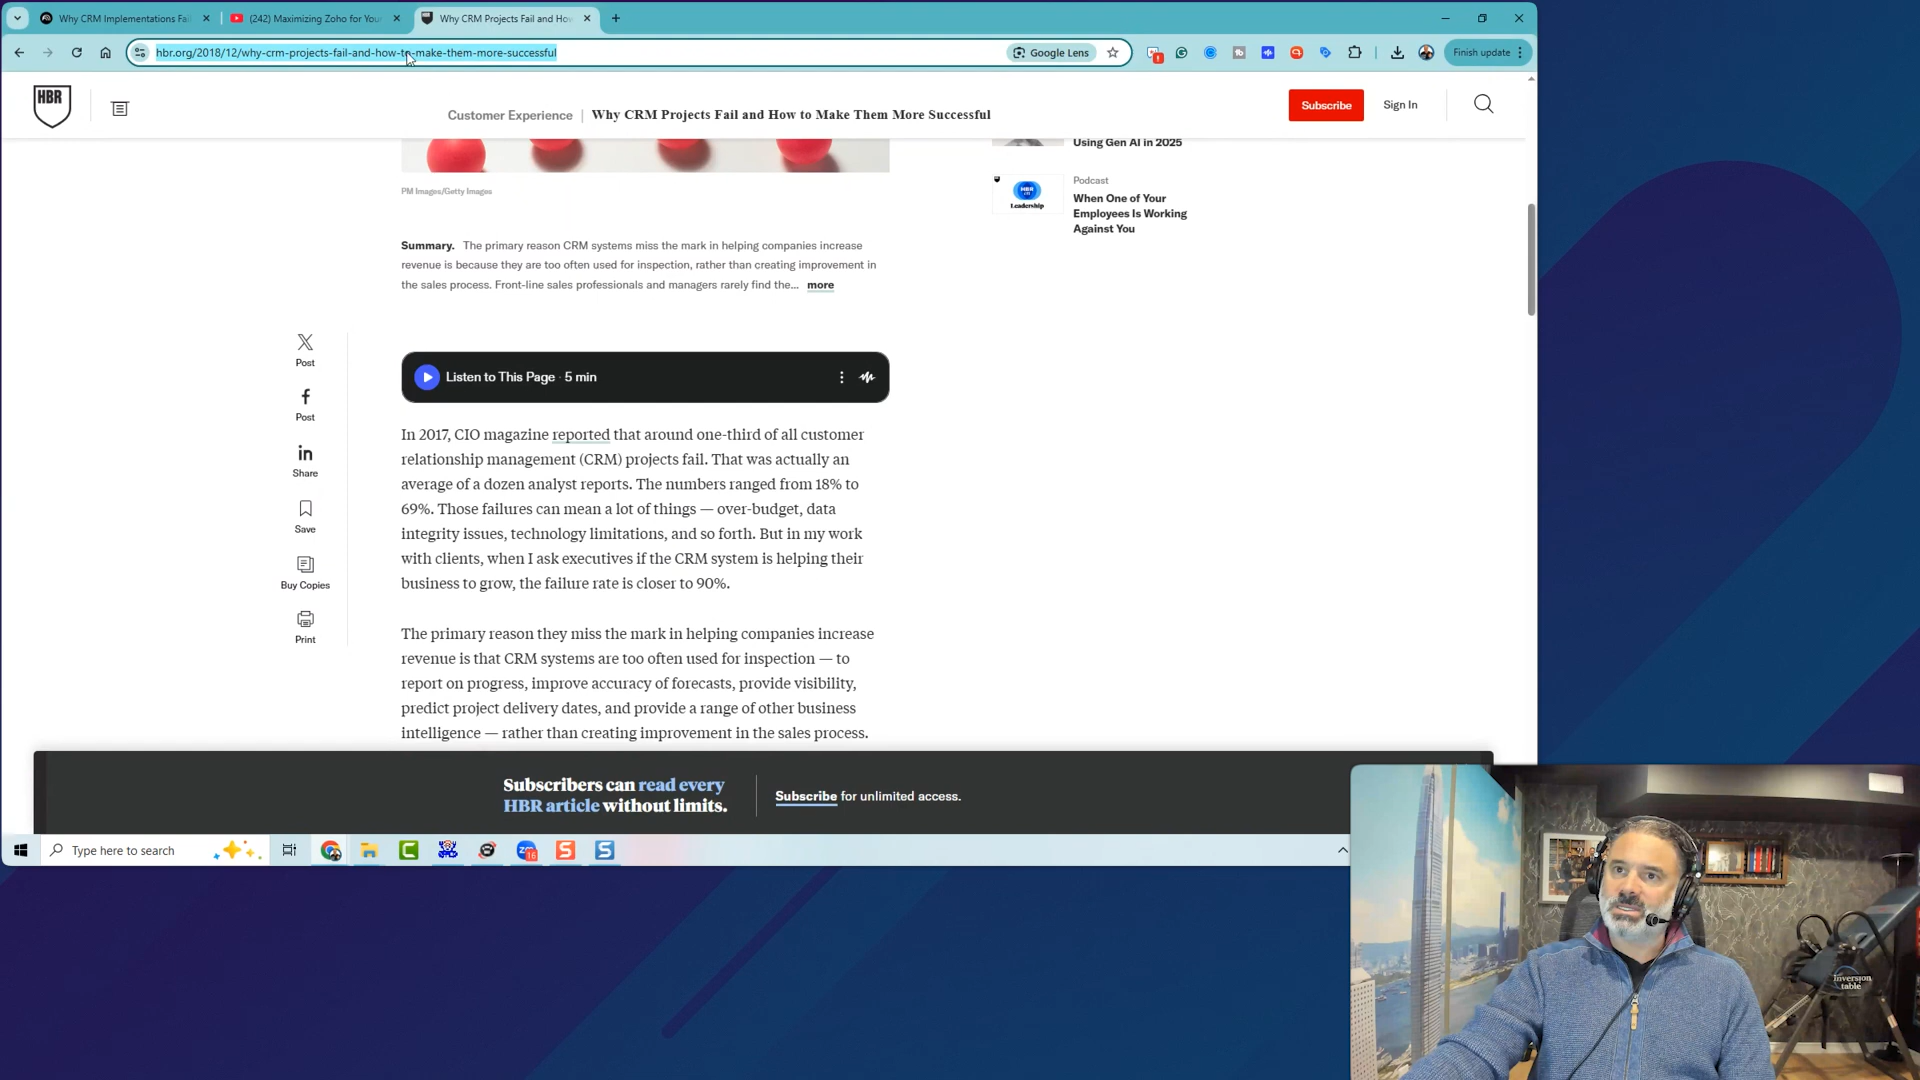 Why CRM Implementations Fai
(242) Maximizing Zoho for Your
Why CRM Projects Fail and How
hbr.org/2018/12/why-crm-projects-fail-and-how-to-make-them-more-successful
Google Lens
Finish update
HBR
Customer Experience | Why CRM Projects Fail and How to Make Them More Successful
Subscribe
Sign In
Using Gen AI in 2025
PM Images/Getty Images
Podcast
When One of Your
Employees Is Working
Against You
HBR
Leadership
Summary. The primary reason CRM systems miss the mark in helping companies increase
revenue is because they are too often used for inspection, rather than creating improvement in
the sales process. Front-line sales professionals and managers rarely find the... more
Post
Post
Share
Save
Buy Copies
Print
Listen to This Page · 5 min
In 2017, CIO magazine reported that around one-third of all customer
relationship management (CRM) projects fail. That was actually an
average of a dozen analyst reports. The numbers ranged from 18% to
69%. Those failures can mean a lot of things — over-budget, data
integrity issues, technology limitations, and so forth. But in my work
with clients, when I ask executives if the CRM system is helping their
business to grow, the failure rate is closer to 90%.
The primary reason they miss the mark in helping companies increase
revenue is that CRM systems are too often used for inspection — to
report on progress, improve accuracy of forecasts, provide visibility,
predict project delivery dates, and provide a range of other business
intelligence — rather than creating improvement in the sales process.
Subscribers can read every
HBR article without limits.
Subscribe for unlimited access.
Type here to search
16
inversion
table